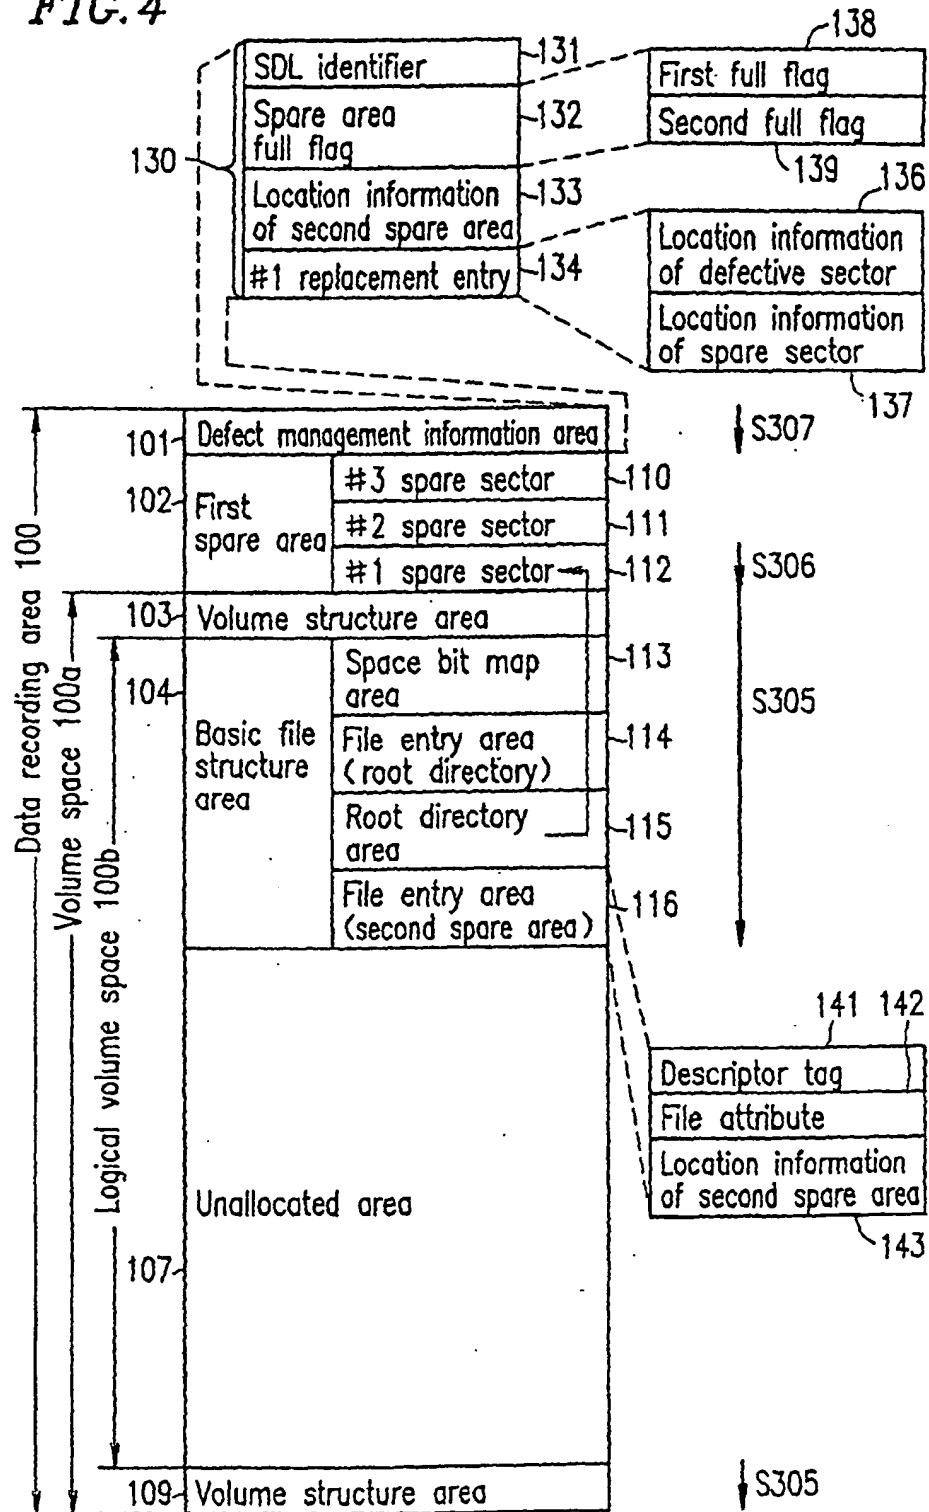 FIG. 4
138
131
SDL identifier
First full flag
Spare area
full flag
132
Second full flag
130
139
136
Location information
of second spare area
133
Location information
of defective sector
#1 replacement entry
134
Location information
of spare sector
137
101
Defect management information area
S307
102
First
spare area
#3 spare sector
110
#2 spare sector
111
#1 spare sector
112
S306
103
Volume structure area
104
Basic file
structure
area
Space bit map
area
113
S305
File entry area
(root directory)
114
Root directory
area
115
File entry area
(second spare area)
116
Data recording area 100
Volume space 100a
Logical volume space 100b
141 142
Descriptor tag
File attribute
Location information
of second spare area
143
Unallocated area
107
109
Volume structure area
S305